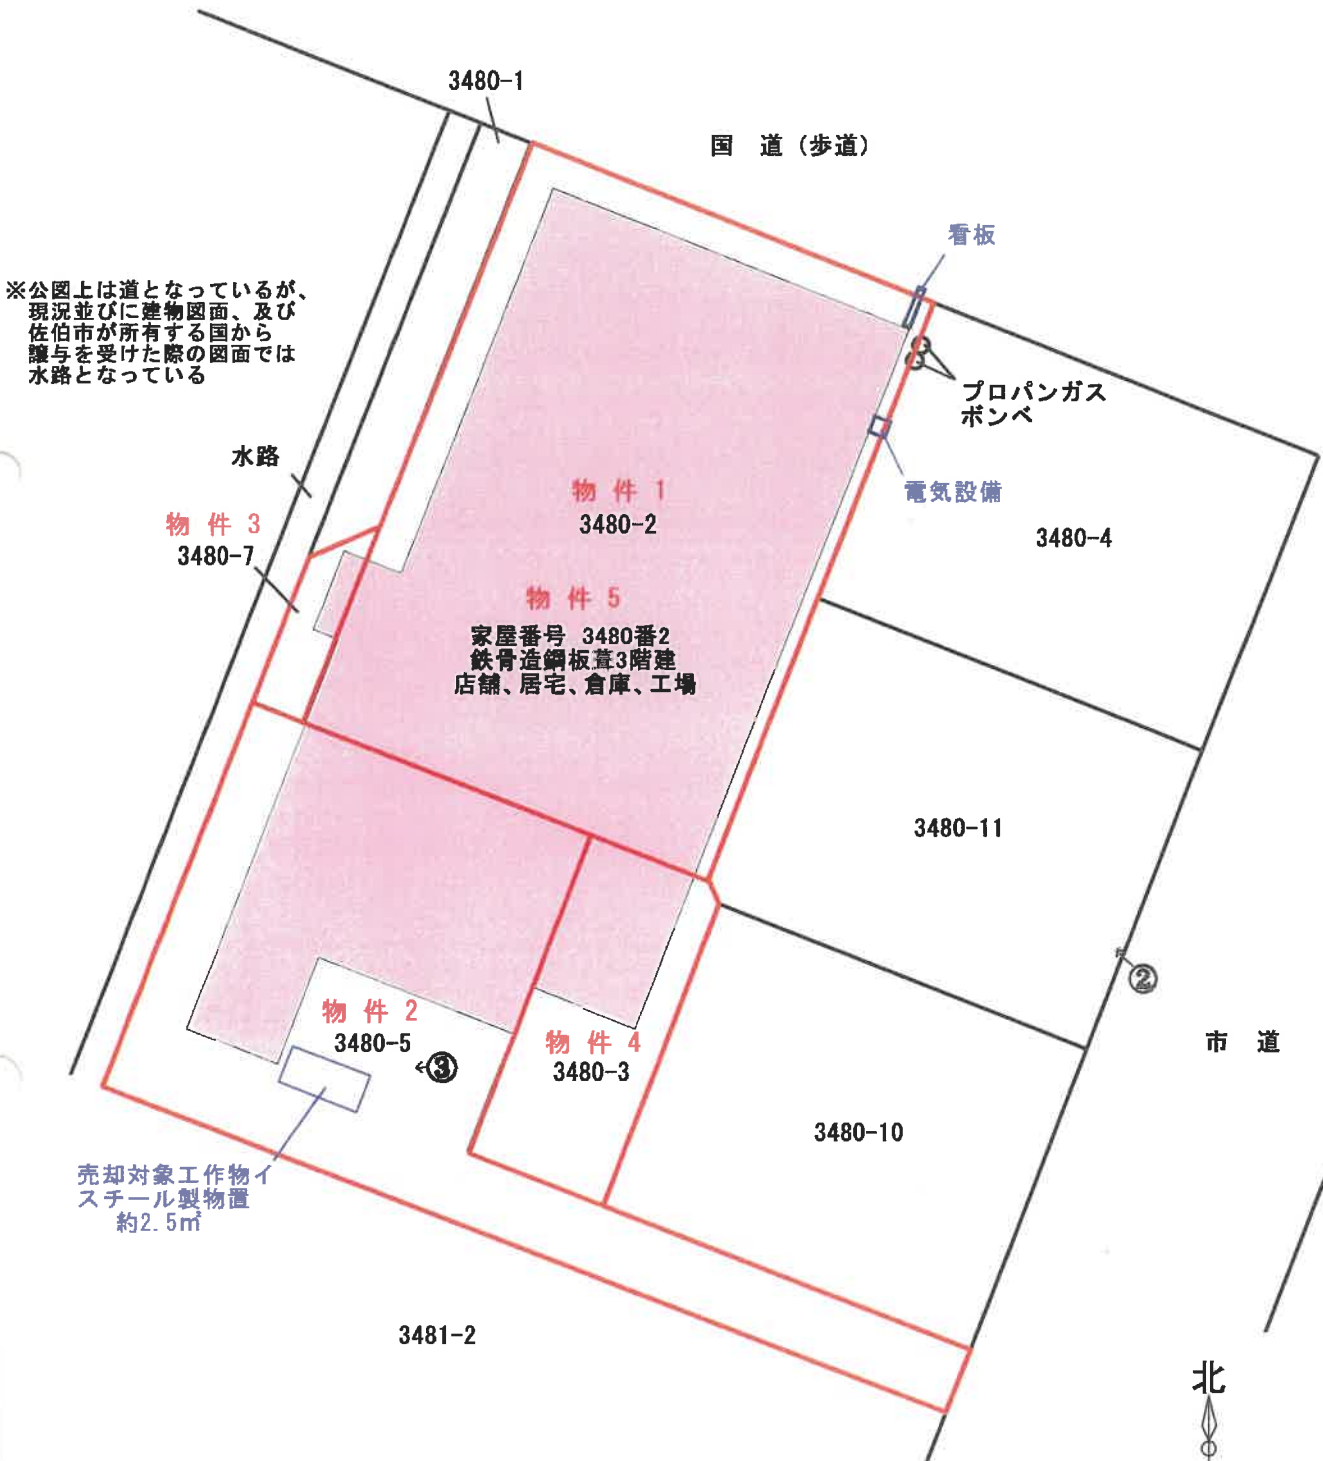 3480-1
国 道（歩道）
看板
※公図上は道となっているが、
現況並びに建物図面、及び
佐伯市が所有する国から
譲与を受けた際の図面では
水路となっている
プロパンガス
ボンベ
水路
物 件 1
3480-2
電気設備
物 件 3
3480-7
3480-4
物 件 5
家屋番号 3480番2
鉄骨造鋼板葺3階建
店舗、居宅、倉庫、工場
3480-11
②
物 件 2
3480-5
←③
物 件 4
3480-3
市 道
3480-10
売却対象工作物イ
スチール製物置
約2.5㎡
3481-2
北